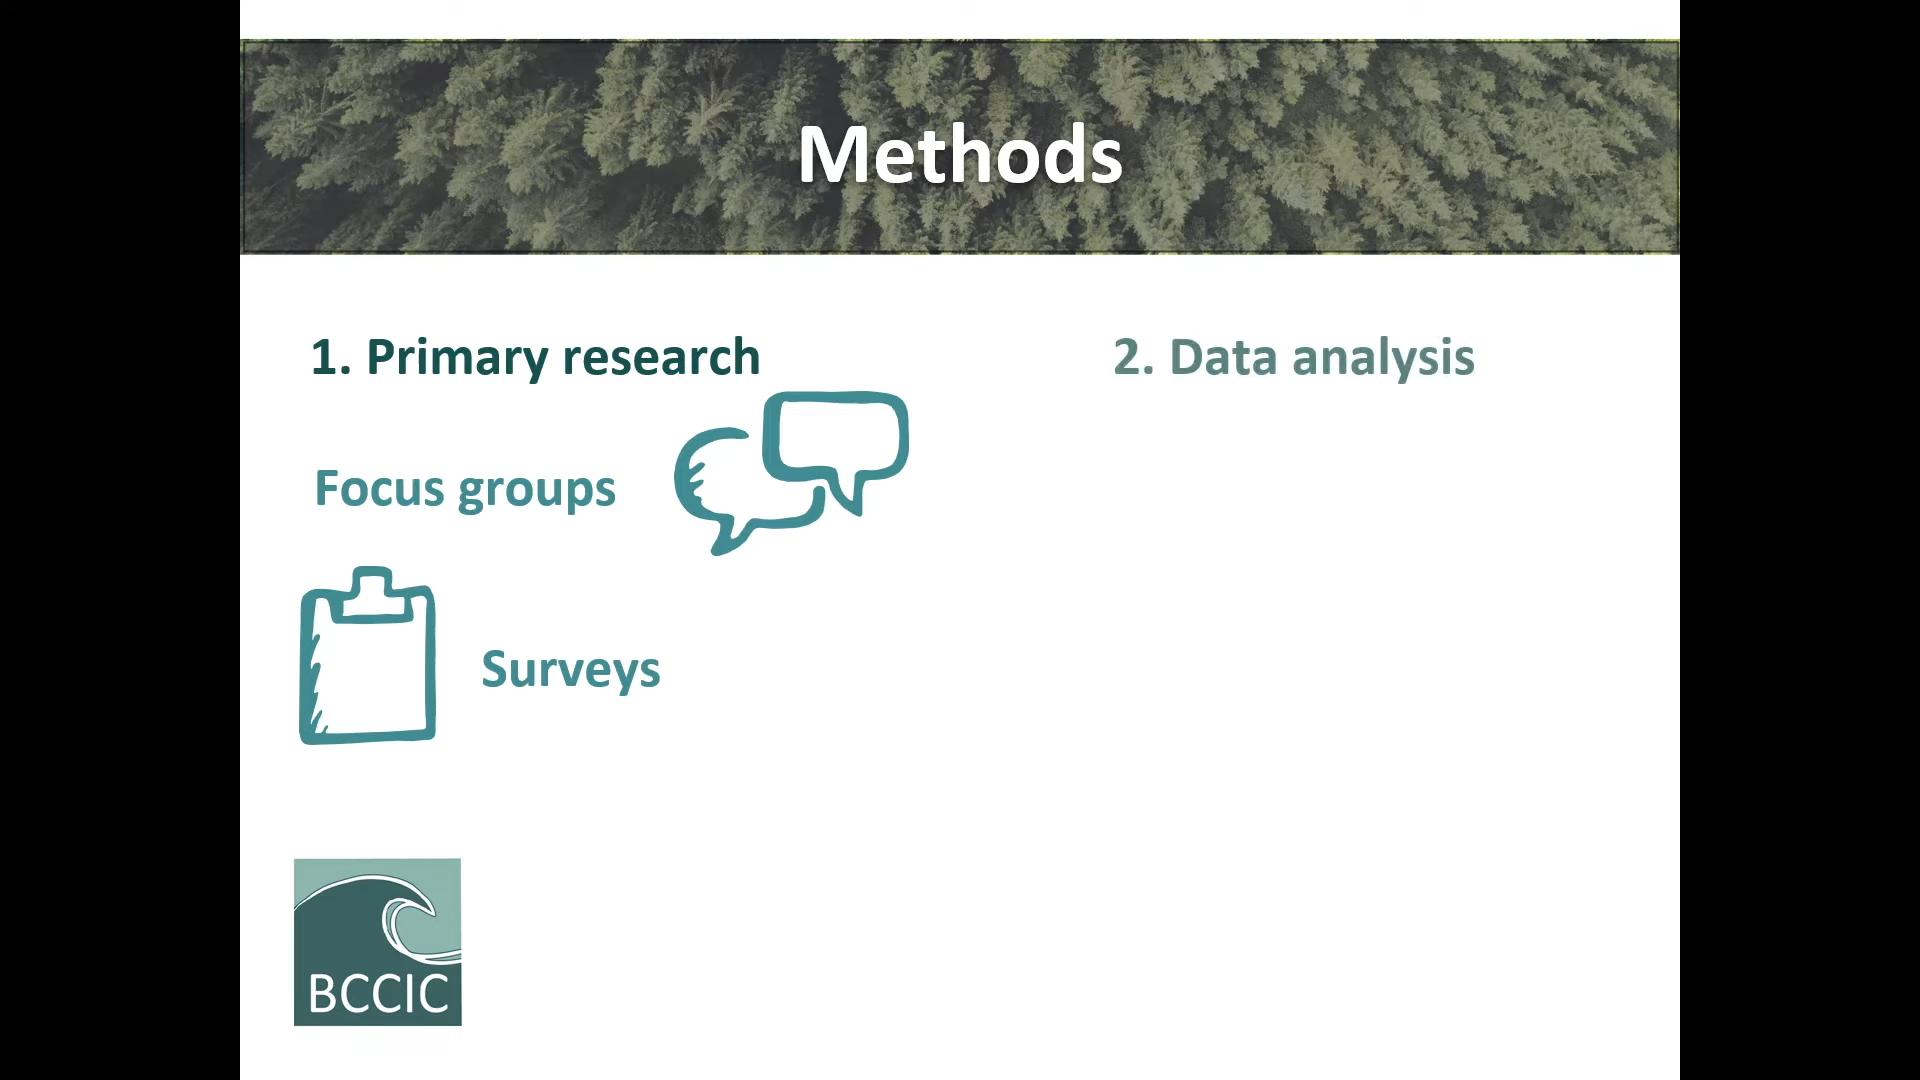 Methods
1. Primary research
Focus groups
Surveys
2. Data analysis
BCCIC